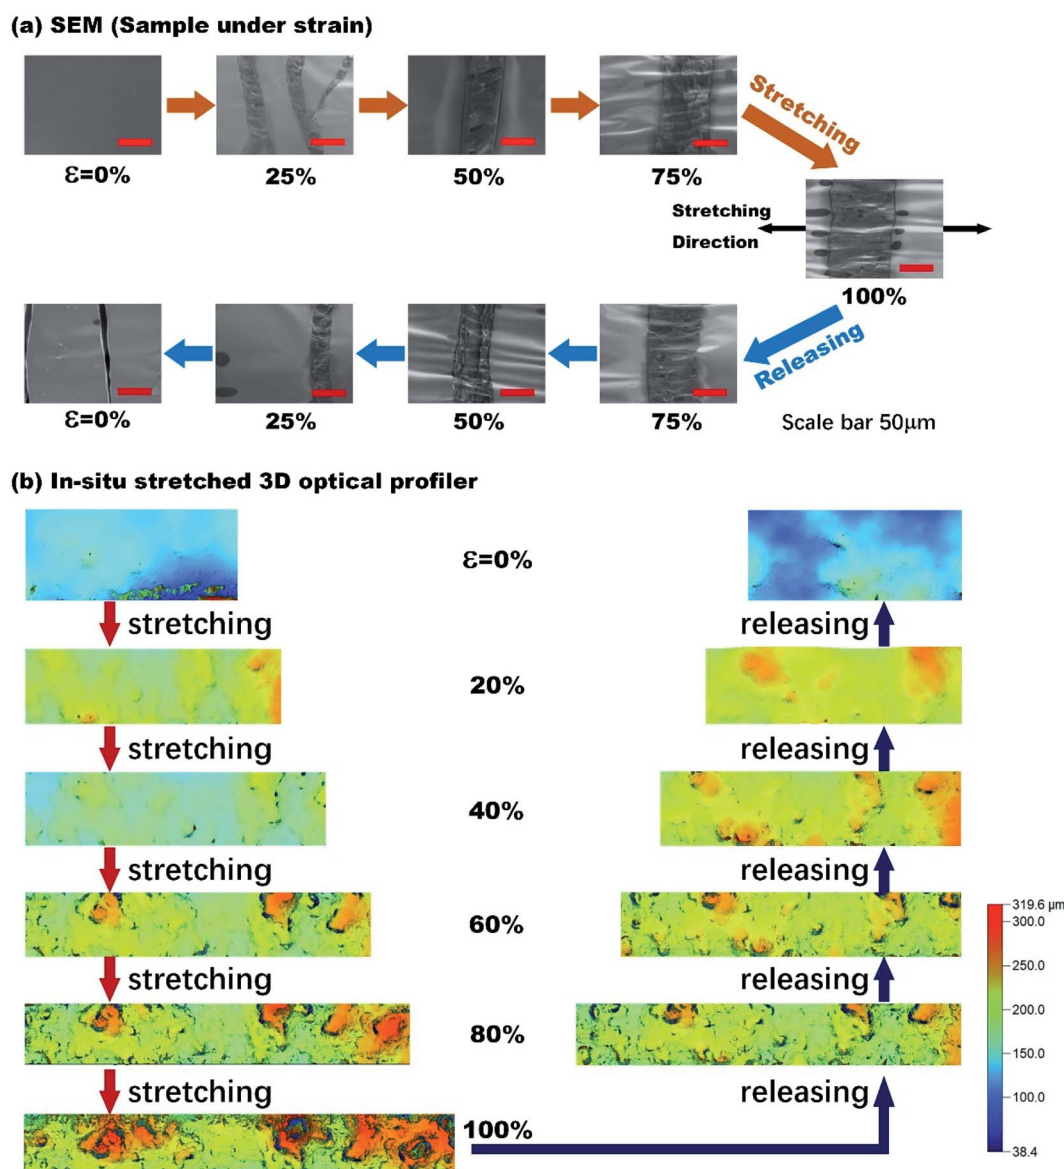 (a) SEM (Sample under strain)
Ɛ=0%
25%
50%
75%
Stretching
Stretching
Direction
100%
Releasing
Ɛ=0%
25%
50%
75%
Scale bar 50μm
(b) In-situ stretched 3D optical profiler
Ɛ=0%
stretching
releasing
20%
stretching
releasing
40%
stretching
releasing
60%
stretching
releasing
80%
stretching
releasing
100%
319.6 μm
300.0
250.0
200.0
150.0
100.0
38.4